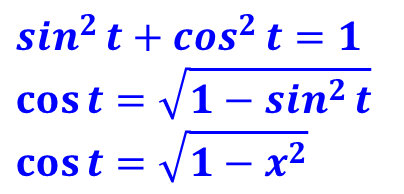 sin² t + cos² t = 1
cos t = √(1 − sin² t)
cos t = √(1 − x²)